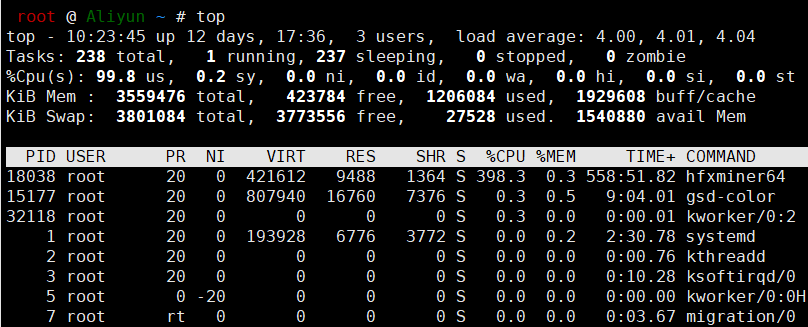 root @ Aliyun ~ # top
top - 10:23:45 up 12 days, 17:36,  3 users,  load average: 4.00, 4.01, 4.04
Tasks: 238 total,   1 running, 237 sleeping,   0 stopped,   0 zombie
%Cpu(s): 99.8 us,  0.2 sy,  0.0 ni,  0.0 id,  0.0 wa,  0.0 hi,  0.0 si,  0.0 st
KiB Mem :  3559476 total,   423784 free,  1206084 used,  1929608 buff/cache
KiB Swap:  3801084 total,  3773556 free,    27528 used.  1540880 avail Mem
PID USER      PR  NI    VIRT    RES    SHR S  %CPU %MEM     TIME+ COMMAND
18038 root      20   0  421612   9488   1364 S 398.3  0.3 558:51.82 hfxminer64
15177 root      20   0  807940  16760   7376 S   0.3  0.5   9:04.01 gsd-color
32118 root      20   0       0      0      0 S   0.3  0.0   0:00.01 kworker/0:2
1 root      20   0  193928   6776   3772 S   0.0  0.2   2:30.78 systemd
2 root      20   0       0      0      0 S   0.0  0.0   0:00.76 kthreadd
3 root      20   0       0      0      0 S   0.0  0.0   0:10.28 ksoftirqd/0
5 root       0 -20       0      0      0 S   0.0  0.0   0:00.00 kworker/0:0H
7 root      rt   0       0      0      0 S   0.0  0.0   0:03.67 migration/0